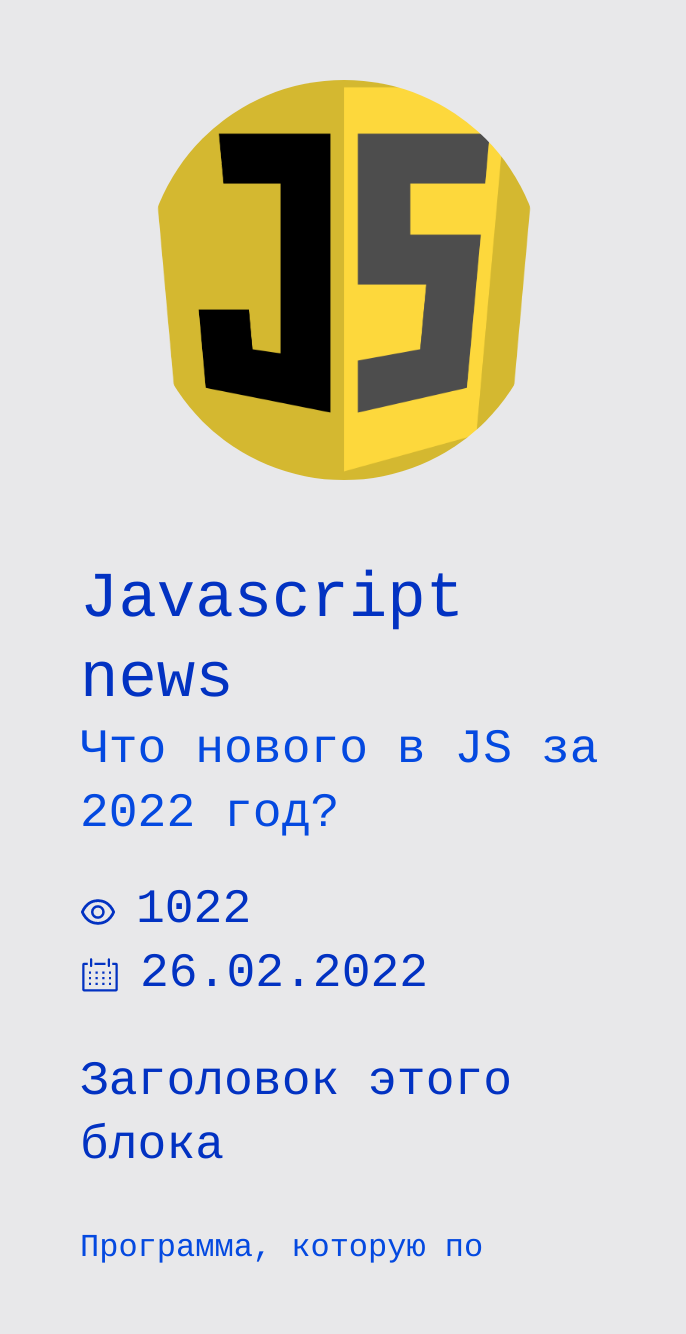 JS
Javascript
news
Что нового в JS за
2022 год?
1022
26.02.2022
Заголовок этого
блока
Программа, которую по